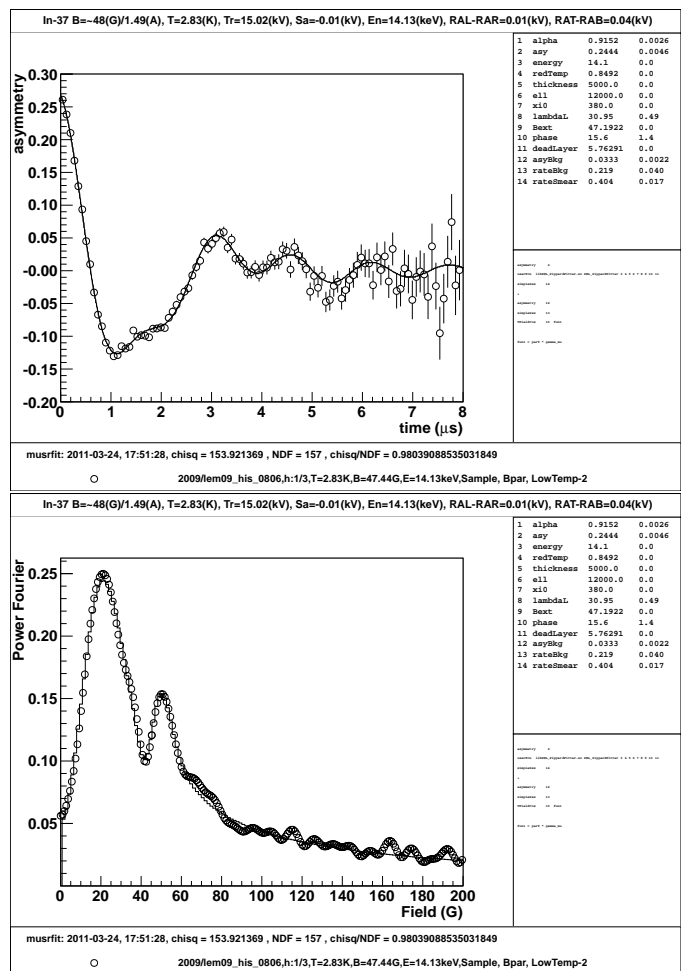 In-37 B=~48(G)/1.49(A), T=2.83(K), Tr=15.02(kV), Sa=-0.01(kV), En=14.13(keV), RAL-RAR=0.01(kV), RAT-RAB=0.04(kV)
asymmetry
0.30
0.25
0.20
0.15
0.10
0.05
-0.00
-0.05
-0.10
-0.15
-0.20
0 1 2 3 4 5 6 7 8
time (μs)
1 alpha 0.9152 0.0026
2 asy 0.2444 0.0046
3 energy 14.1 0.0
4 redTemp 0.8492 0.0
5 thickness 5000.0 0.0
6 ell 12000.0 0.0
7 xi0 380.0 0.0
8 lambdaL 30.95 0.49
9 Bext 47.1922 0.0
10 phase 15.6 1.4
11 deadLayer 5.76291 0.0
12 asyBkg 0.0333 0.0022
13 rateBkg 0.219 0.040
14 rateSmear 0.404 0.017
musrfit: 2011-03-24, 17:51:28, chisq = 153.921369 , NDF = 157 , chisq/NDF = 0.98039088535031849
2009/lem09_his_0806,h:1/3,T=2.83K,B=47.44G,E=14.13keV,Sample, Bpar, LowTemp-2
In-37 B=~48(G)/1.49(A), T=2.83(K), Tr=15.02(kV), Sa=-0.01(kV), En=14.13(keV), RAL-RAR=0.01(kV), RAT-RAB=0.04(kV)
Power Fourier
0.25
0.20
0.15
0.10
0.05
0
0 20 40 60 80 100 120 140 160 180 200
Field (G)
1 alpha 0.9152 0.0026
2 asy 0.2444 0.0046
3 energy 14.1 0.0
4 redTemp 0.8492 0.0
5 thickness 5000.0 0.0
6 ell 12000.0 0.0
7 xi0 380.0 0.0
8 lambdaL 30.95 0.49
9 Bext 47.1922 0.0
10 phase 15.6 1.4
11 deadLayer 5.76291 0.0
12 asyBkg 0.0333 0.0022
13 rateBkg 0.219 0.040
14 rateSmear 0.404 0.017
musrfit: 2011-03-24, 17:51:28, chisq = 153.921369 , NDF = 157 , chisq/NDF = 0.98039088535031849
2009/lem09_his_0806,h:1/3,T=2.83K,B=47.44G,E=14.13keV,Sample, Bpar, LowTemp-2